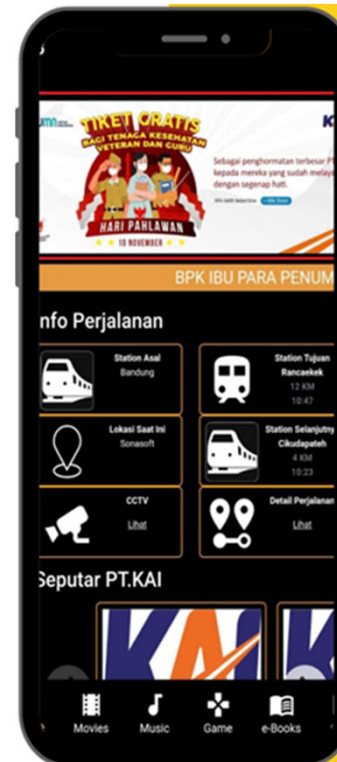 TIKET GRATIS
BAGI TENAGA KESEHATAN
VETERAN DAN GURU
HARI PAHLAWAN
10 NOVEMBER
Sebagai penghormatan terbesar PT
kepada mereka yang sudah melaya
dengan segenap hati.
BPK IBU PARA PENUM
nfo Perjalanan
Station Asal
Bandung
Station Tujuan
Rancaekek
12 KM
10:47
Lokasi Saat Ini
Sonasoft
Station Selanjutny
Cikudapateh
4 KM
10:23
CCTV
Lihat
Detail Perjalanan
Lihat
Seputar PT.KAI
KAI
Movies
Music
Game
e-Books